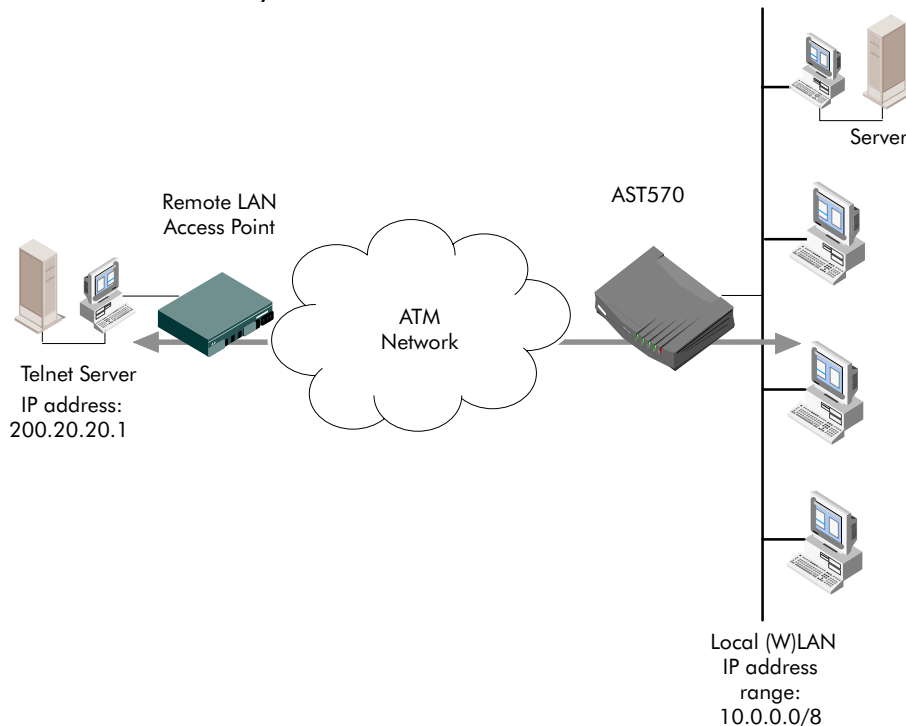 Server
AST570
Remote LAN
Access Point
ATM
Network
Telnet Server
IP address:
200.20.20.1
Local (W)LAN
IP address
range:
10.0.0.0/8